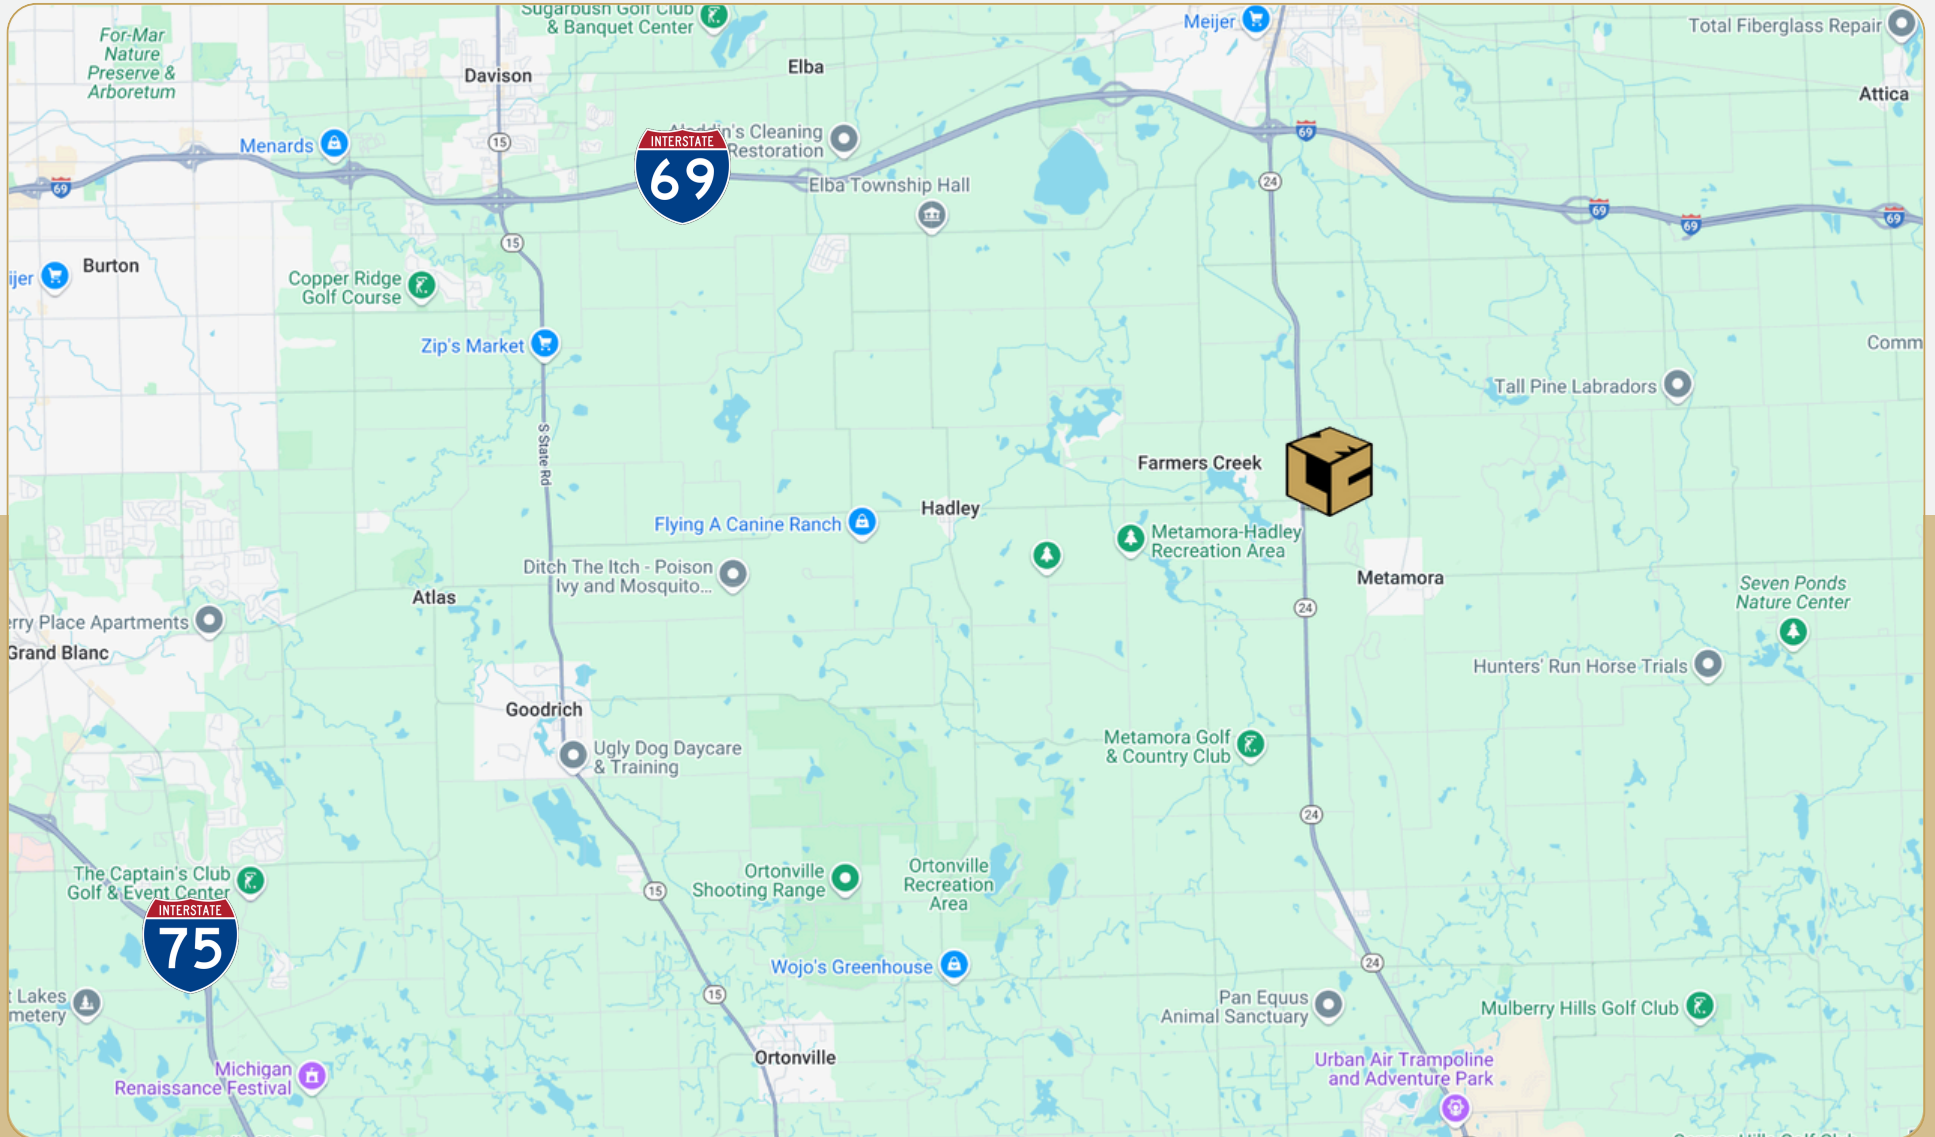 Sugarbush Golf Club
& Banquet Center
Meijer
Total Fiberglass Repair
For-Mar
Nature
Preserve &
Arboretum
Davison
Elba
Attica
Menards
15
INTERSTATE
69
Cleaning
Restoration
69
24
69
Elba Township Hall
69
69
69
15
Burton
Copper Ridge
Golf Course
Zip's Market
Tall Pine Labradors
S State Rd
Farmers Creek
Hadley
Flying A Canine Ranch
Metamora-Hadley
Recreation Area
Ditch The Itch - Poison
Ivy and Mosquito...
Metamora
Atlas
24
Seven Ponds
Nature Center
Place Apartments
Grand Blanc
Hunters' Run Horse Trials
Goodrich
Ugly Dog Daycare
& Training
Metamora Golf
& Country Club
24
The Captain's Club
Golf & Event Center
INTERSTATE
75
15
Ortonville
Shooting Range
Ortonville
Recreation
Area
Wojo's Greenhouse
24
15
Lakes
Pan Equus
Animal Sanctuary
Mulberry Hills Golf Club
Ortonville
Michigan
Renaissance Festival
Urban Air Trampoline
and Adventure Park